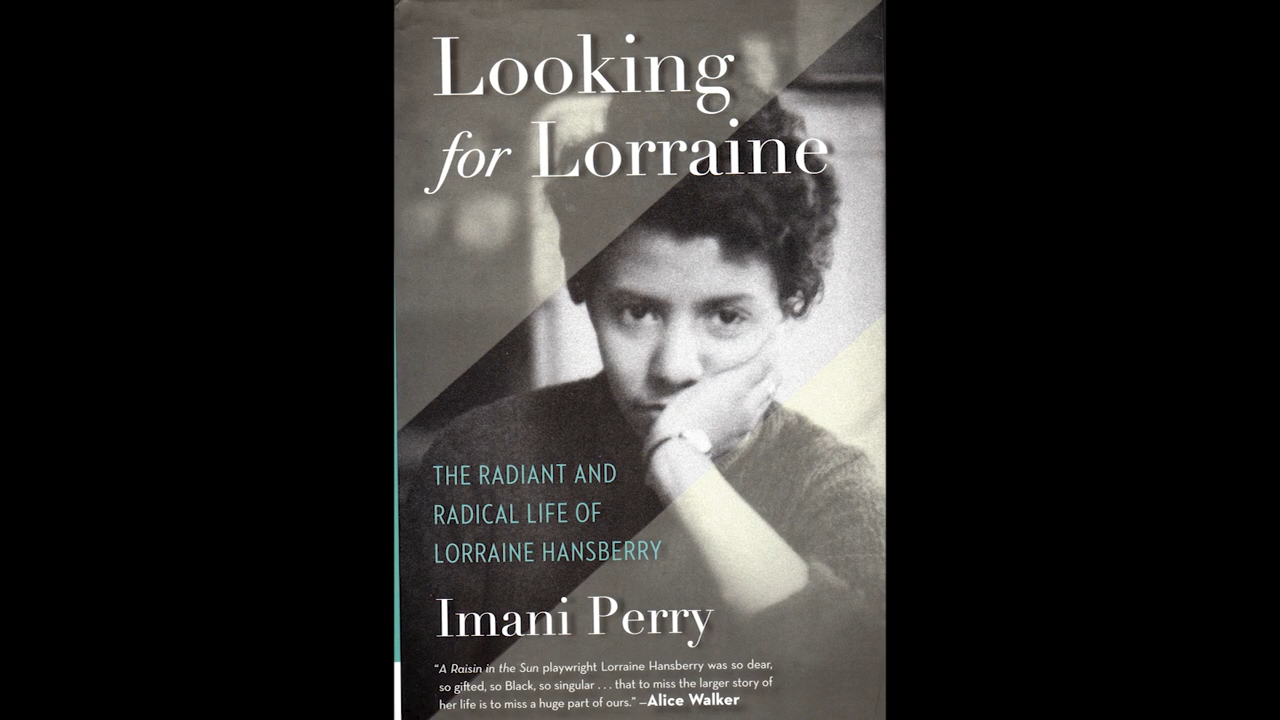 Looking
for Lorraine
THE RADIANT AND
RADICAL LIFE OF
LORRAINE HANSBERRY
Imani Perry
“A Raisin in the Sun playwright Lorraine Hansberry was so dear,
so gifted, so Black, so singular . . . that to miss the larger story of
her life is to miss a huge part of ours.” —Alice Walker